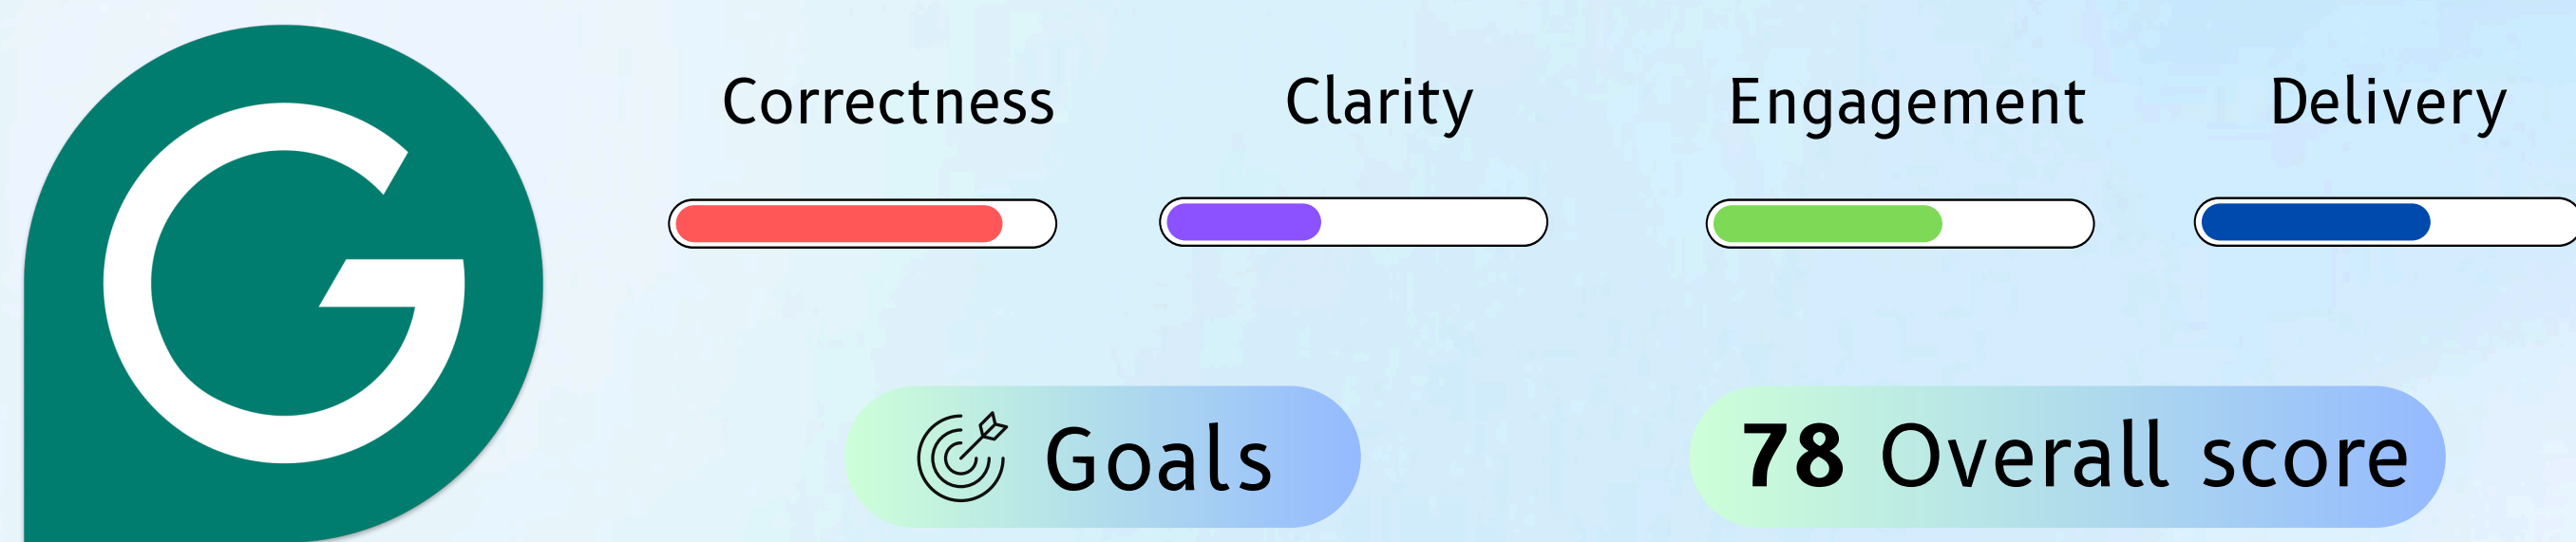 Correctness
Clarity
Engagement
Delivery
Goals
78 Overall score